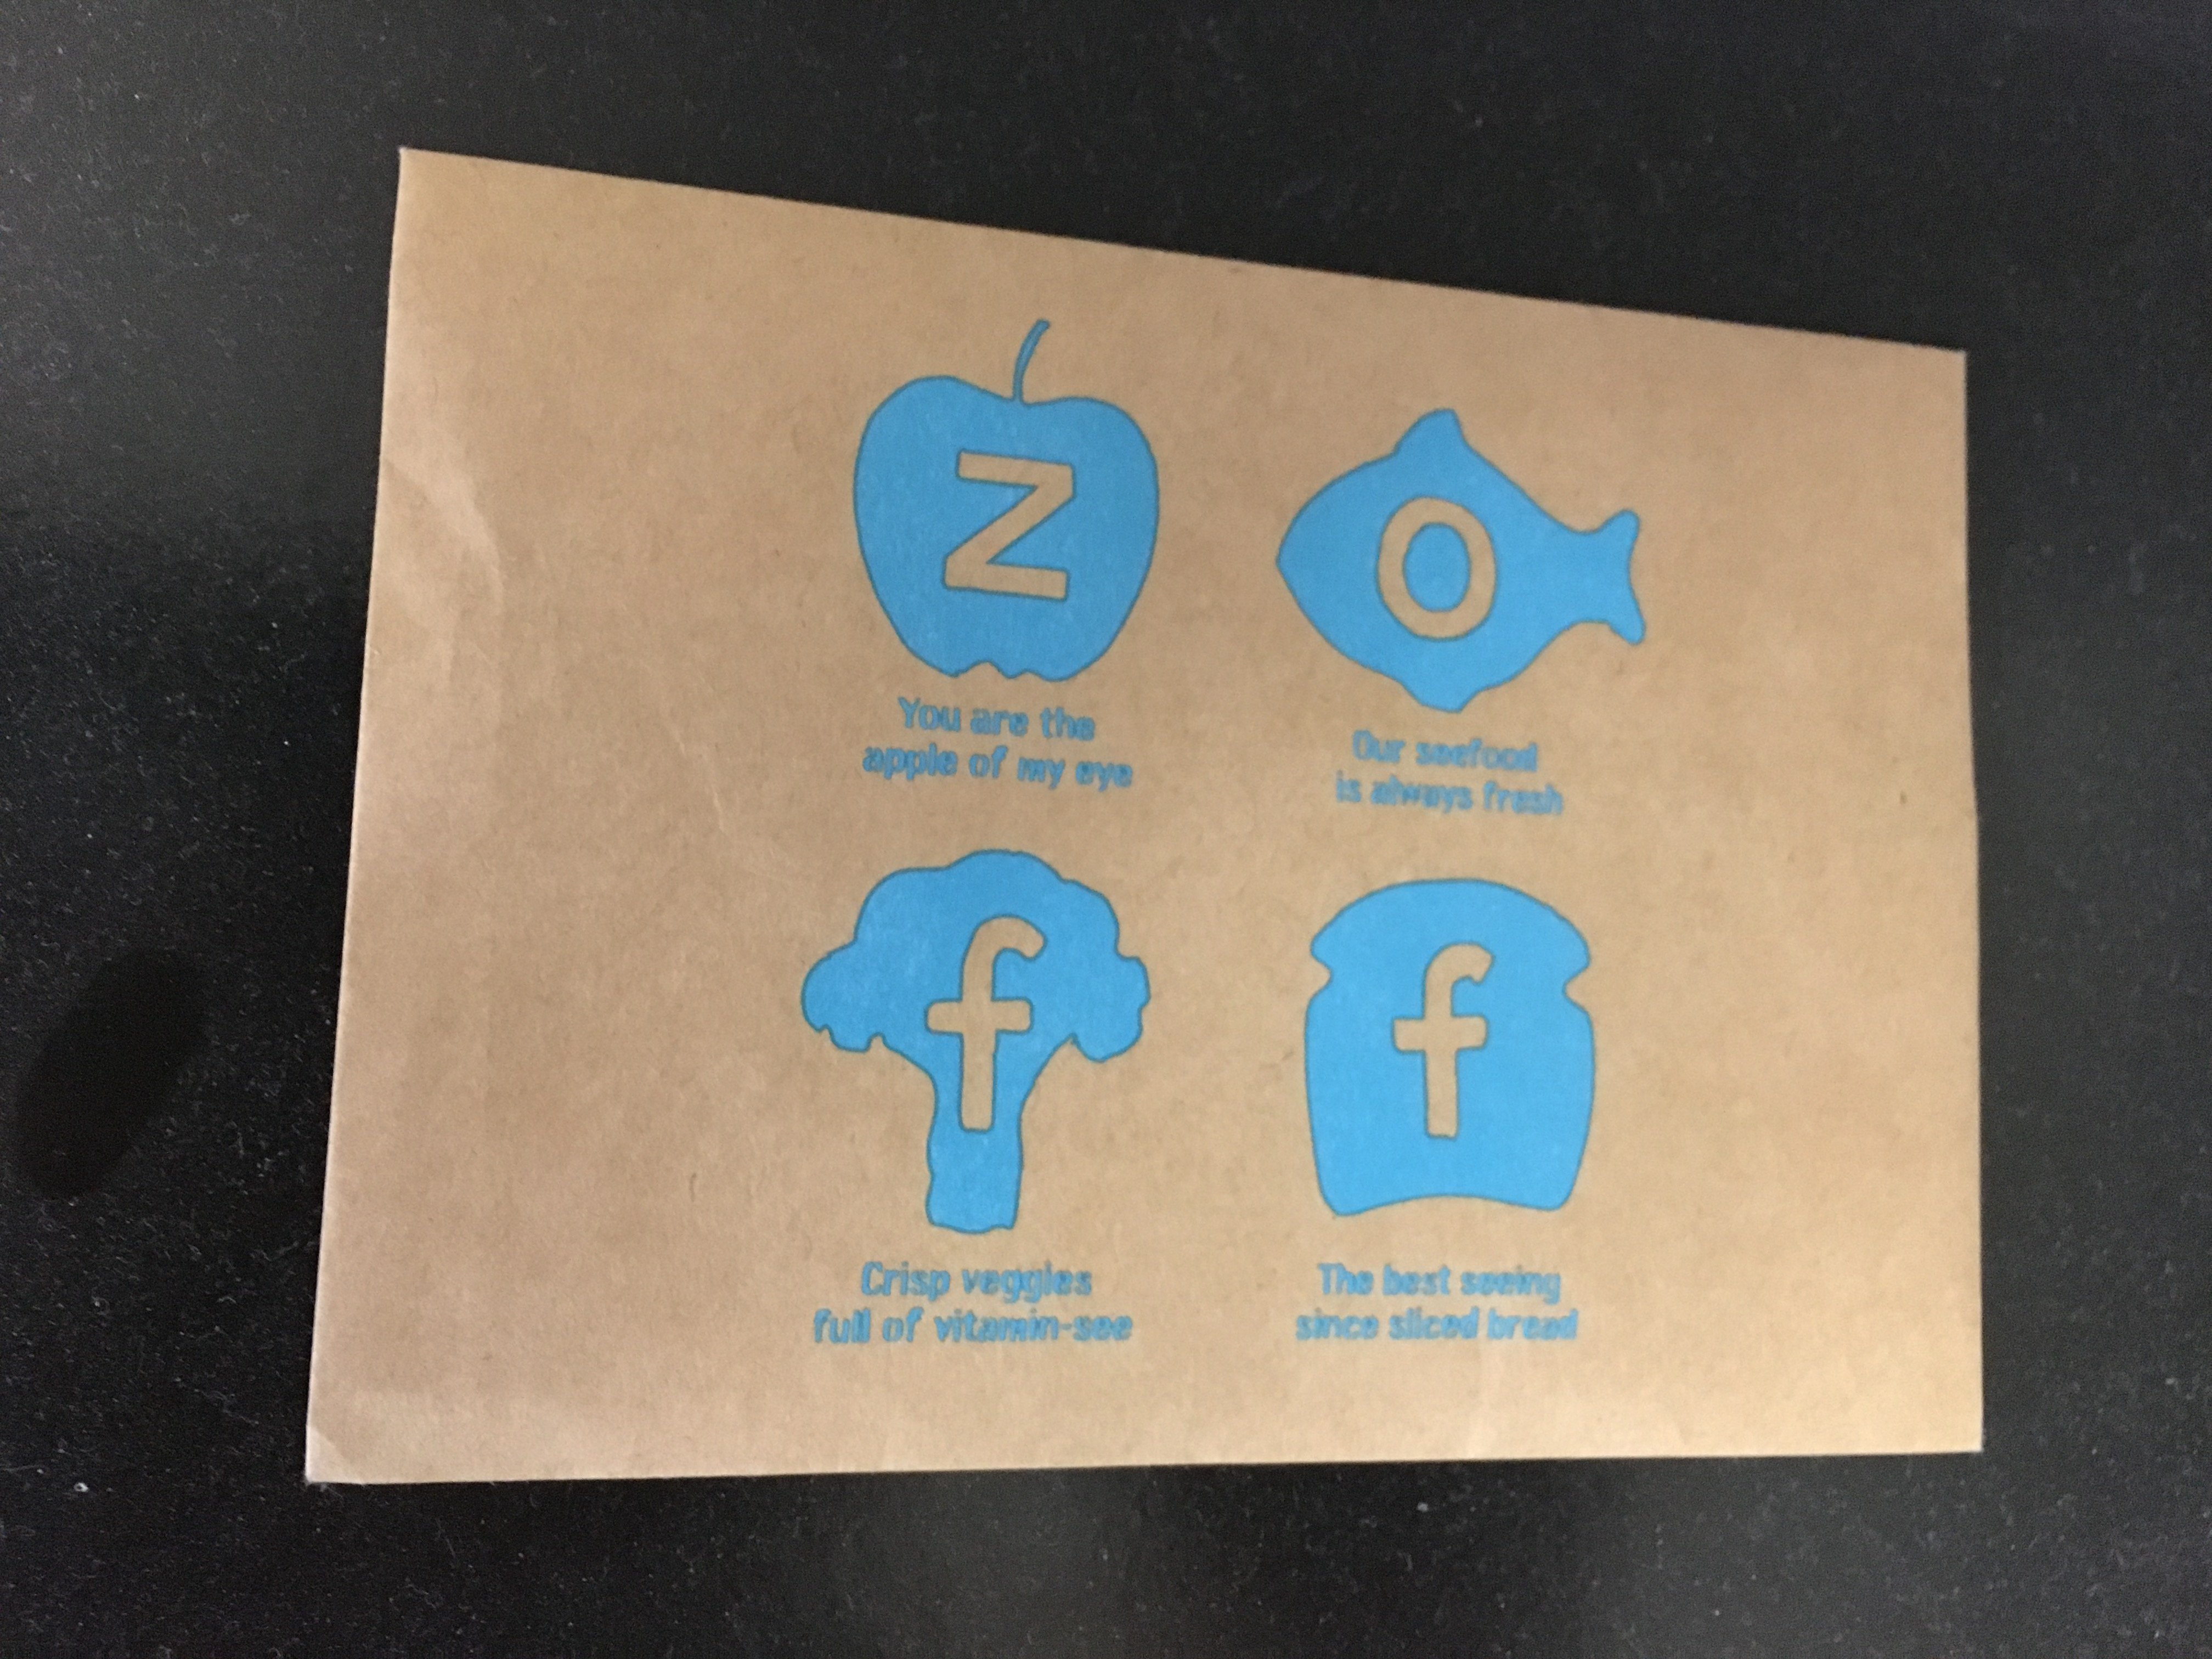 Z
You are the
apple of my eye
O
Our seefood
is always fresh
f
Crisp veggies
full of vitamin-see
f
The best seeing
since sliced bread